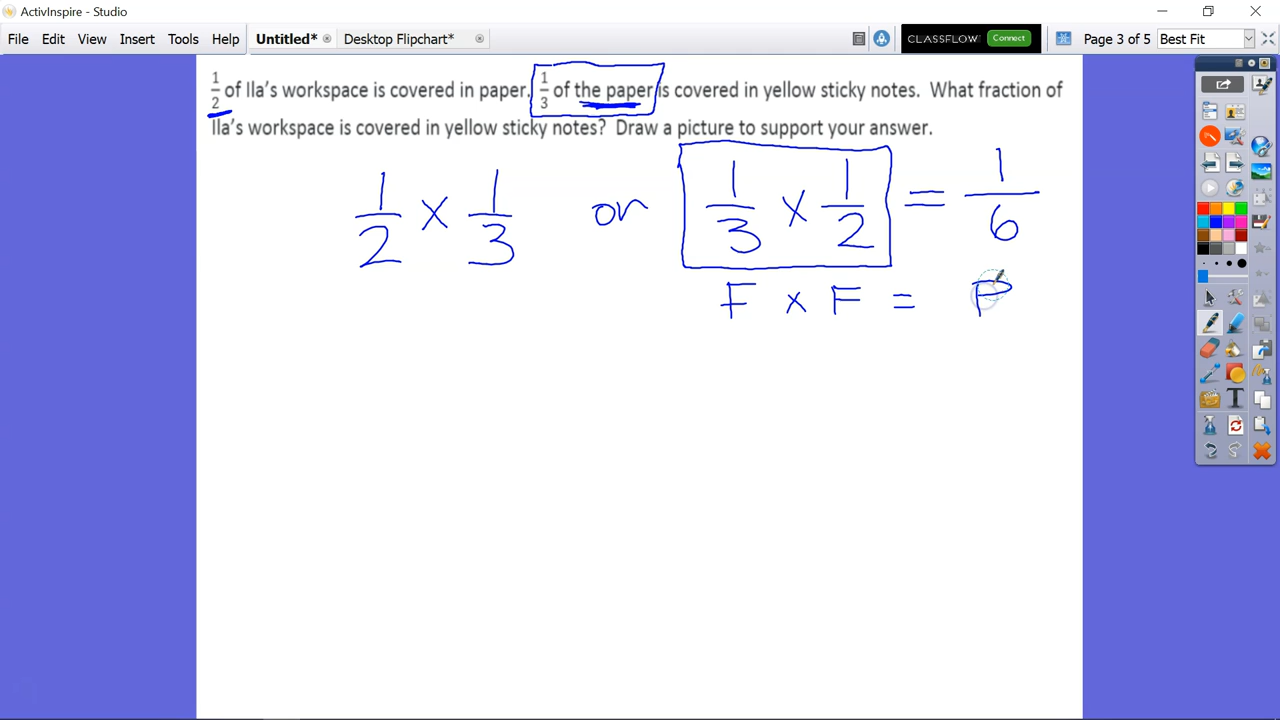 ActivInspire - Studio
File Edit View Insert Tools Help Untitled* Desktop Flipchart* CLASSFLOW Connect Page 3 of 5 Best Fit
1/2 of Ila's workspace is covered in paper. 1/3 of the paper is covered in yellow sticky notes. What fraction of
Ila's workspace is covered in yellow sticky notes? Draw a picture to support your answer.
1/2 x 1/3 or 1/3 x 1/2 = 1/6
F x F = P